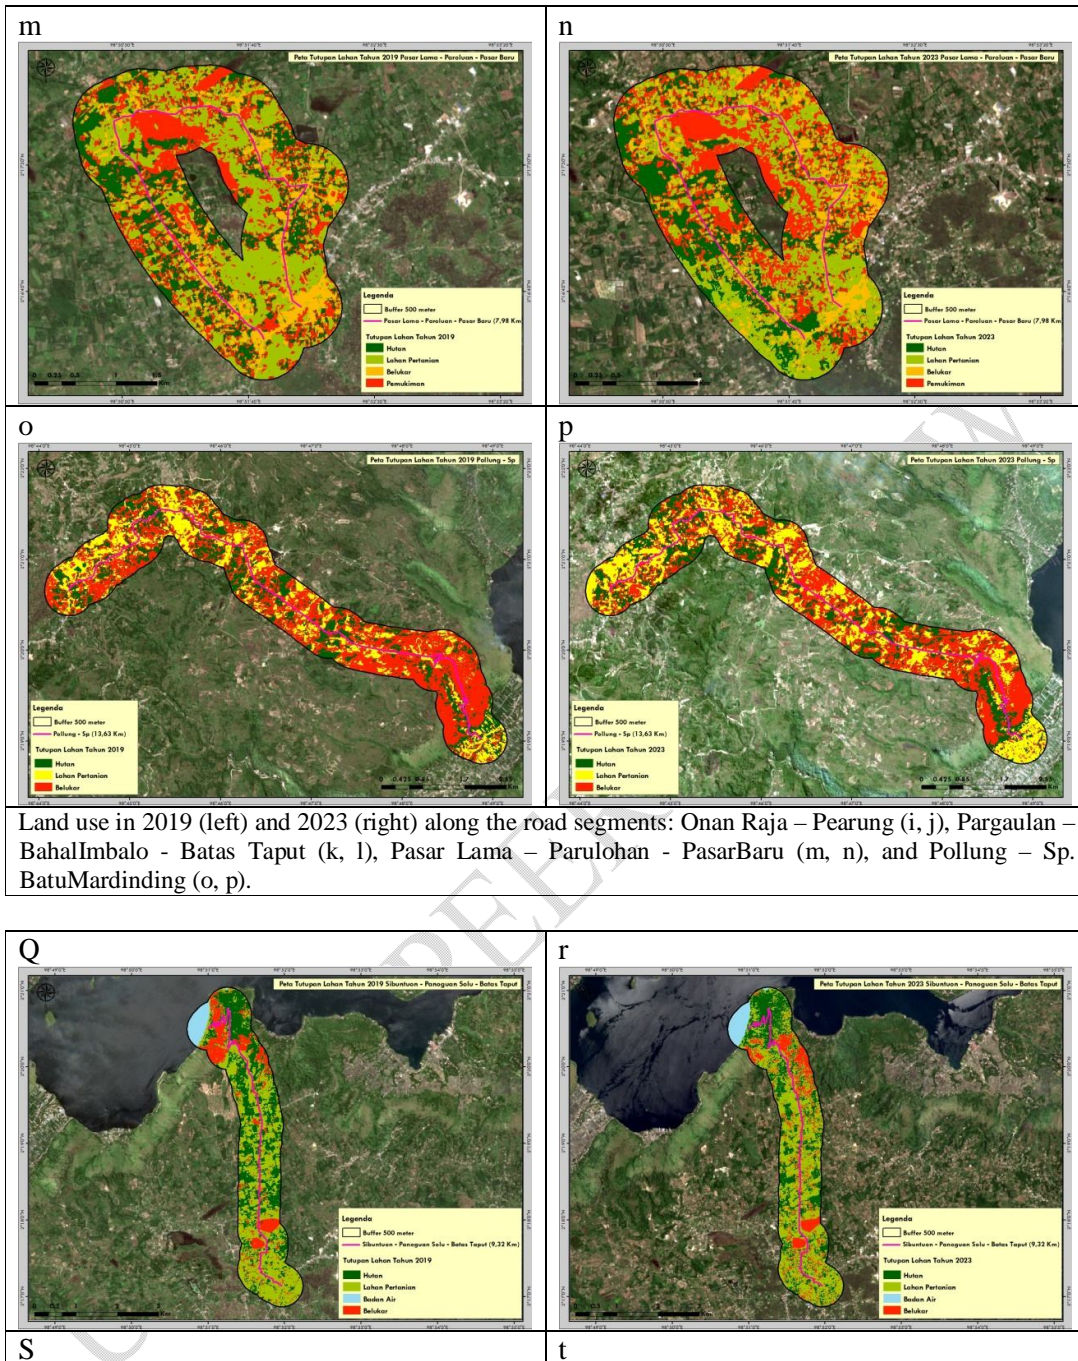 m
n
Peta Tutupan Lahan Tahun 2019 Pasar Lama - Paroluan - Pasar Baru
Legenda
Buffer 500 meter
Pasar Lama - Paroluan - Pasar Baru (7,98 Km
Tutupan Lahan Tahun 2019
Hutan
Lahan Pertanian
Belukar
Pemukiman
Peta Tutupan Lahan Tahun 2023 Pasar Lama - Paroluan - Pasar Baru
Legenda
Buffer 500 meter
Pasar Lama - Paroluan - Pasar Baru (7,98 Km
Tutupan Lahan Tahun 2023
Hutan
Lahan Pertanian
Belukar
Pemukiman
o
p
Peta Tutupan Lahan Tahun 2019 Pollung - Sp
Legenda
Buffer 500 meter
Pollung - Sp (13,63 Km)
Tutupan Lahan Tahun 2019
Hutan
Lahan Pertanian
Belukar
Peta Tutupan Lahan Tahun 2023 Pollung - Sp
Legenda
Buffer 500 meter
Pollung - Sp (13,63 Km)
Tutupan Lahan Tahun 2023
Hutan
Lahan Pertanian
Belukar
Land use in 2019 (left) and 2023 (right) along the road segments: Onan Raja – Pearung (i, j), Pargaulan –
BahalImbalo - Batas Taput (k, l), Pasar Lama – Parulohan - PasarBaru (m, n), and Pollung – Sp.
BatuMardinding (o, p).
Q
r
Peta Tutupan Lahan Tahun 2019 Sibuntuon - Panaguan Solu - Batas Taput
Legenda
Buffer 500 meter
Sibuntuon - Panaguan Solu - Batas Taput (9,32 Km)
Tutupan Lahan Tahun 2019
Hutan
Lahan Pertanian
Badan Air
Belukar
Peta Tutupan Lahan Tahun 2023 Sibuntuon - Panaguan Solu - Batas Taput
Legenda
Buffer 500 meter
Sibuntuon - Panaguan Solu - Batas Taput (9,32 Km)
Tutupan Lahan Tahun 2023
Hutan
Lahan Pertanian
Badan Air
Belukar
S
t